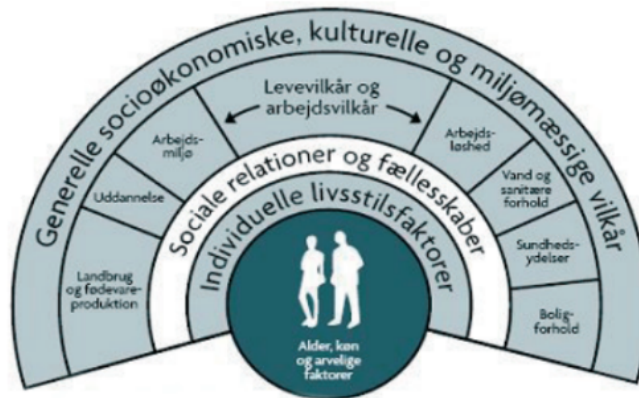 Generelle socioøkonomiske, kulturelle og miljømæssige vilkår
Levevilkår og
arbejdsvilkår
Arbejds-
miljø
Uddannelse
Landbrug
og fødevare-
produktion
Arbejds-
løshed
Vand og
sanitære
forhold
Sundheds-
ydelser
Bolig-
forhold
Sociale relationer og fællesskaber
Individuelle livsstilsfaktorer
Alder, køn
og arvelige
faktorer